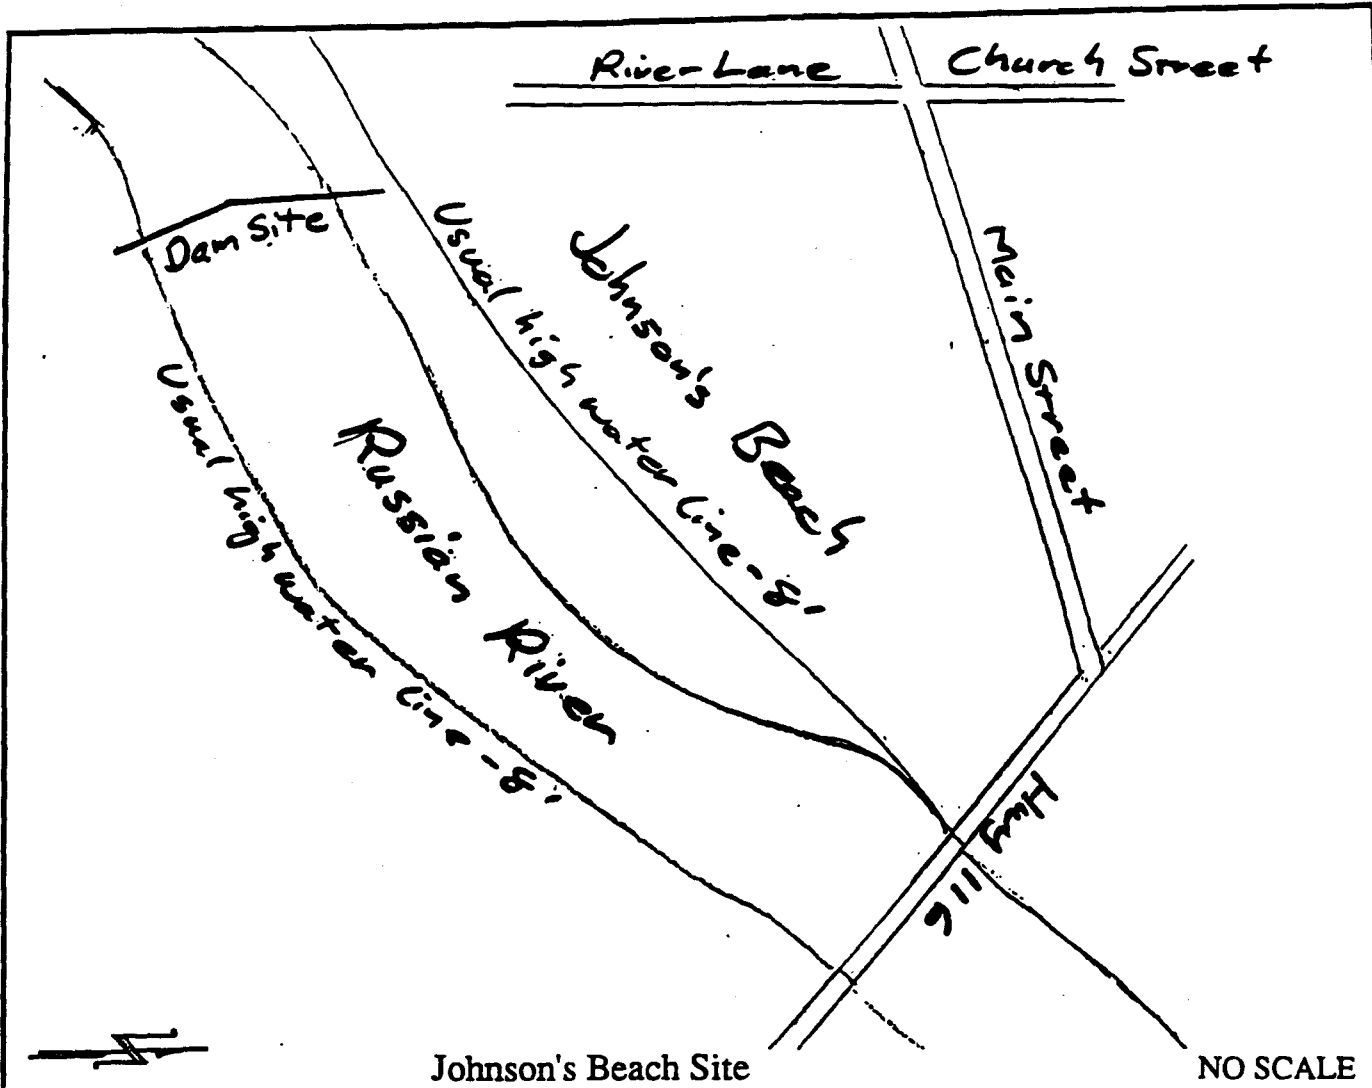 River Lane
Church Street
Dam Site
Usual high water line - 8'
Johnson's Beach
Main Street
Usual high water line - 8'
Russian River
Hwy 116
Johnson's Beach Site
NO SCALE